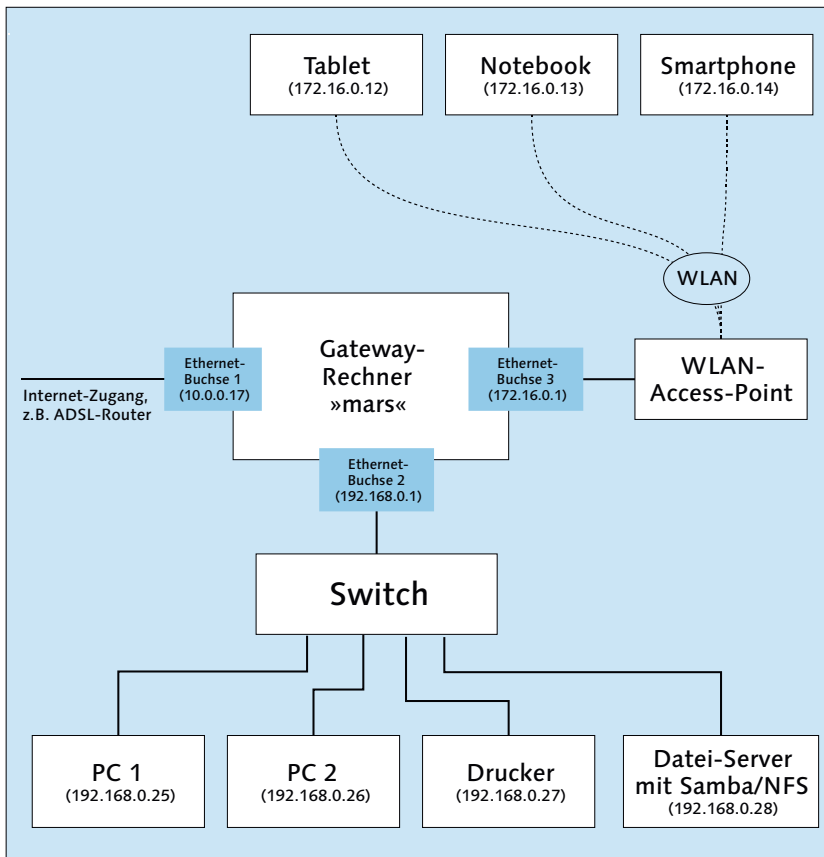 Tablet
(172.16.0.12)
Notebook
(172.16.0.13)
Smartphone
(172.16.0.14)
WLAN
Ethernet-
Buchse 1
(10.0.0.17)
Gateway-
Rechner
»mars«
Ethernet-
Buchse 3
(172.16.0.1)
WLAN-
Access-Point
Internet-Zugang,
z.B. ADSL-Router
Ethernet-
Buchse 2
(192.168.0.1)
Switch
PC 1
(192.168.0.25)
PC 2
(192.168.0.26)
Drucker
(192.168.0.27)
Datei-Server
mit Samba/NFS
(192.168.0.28)